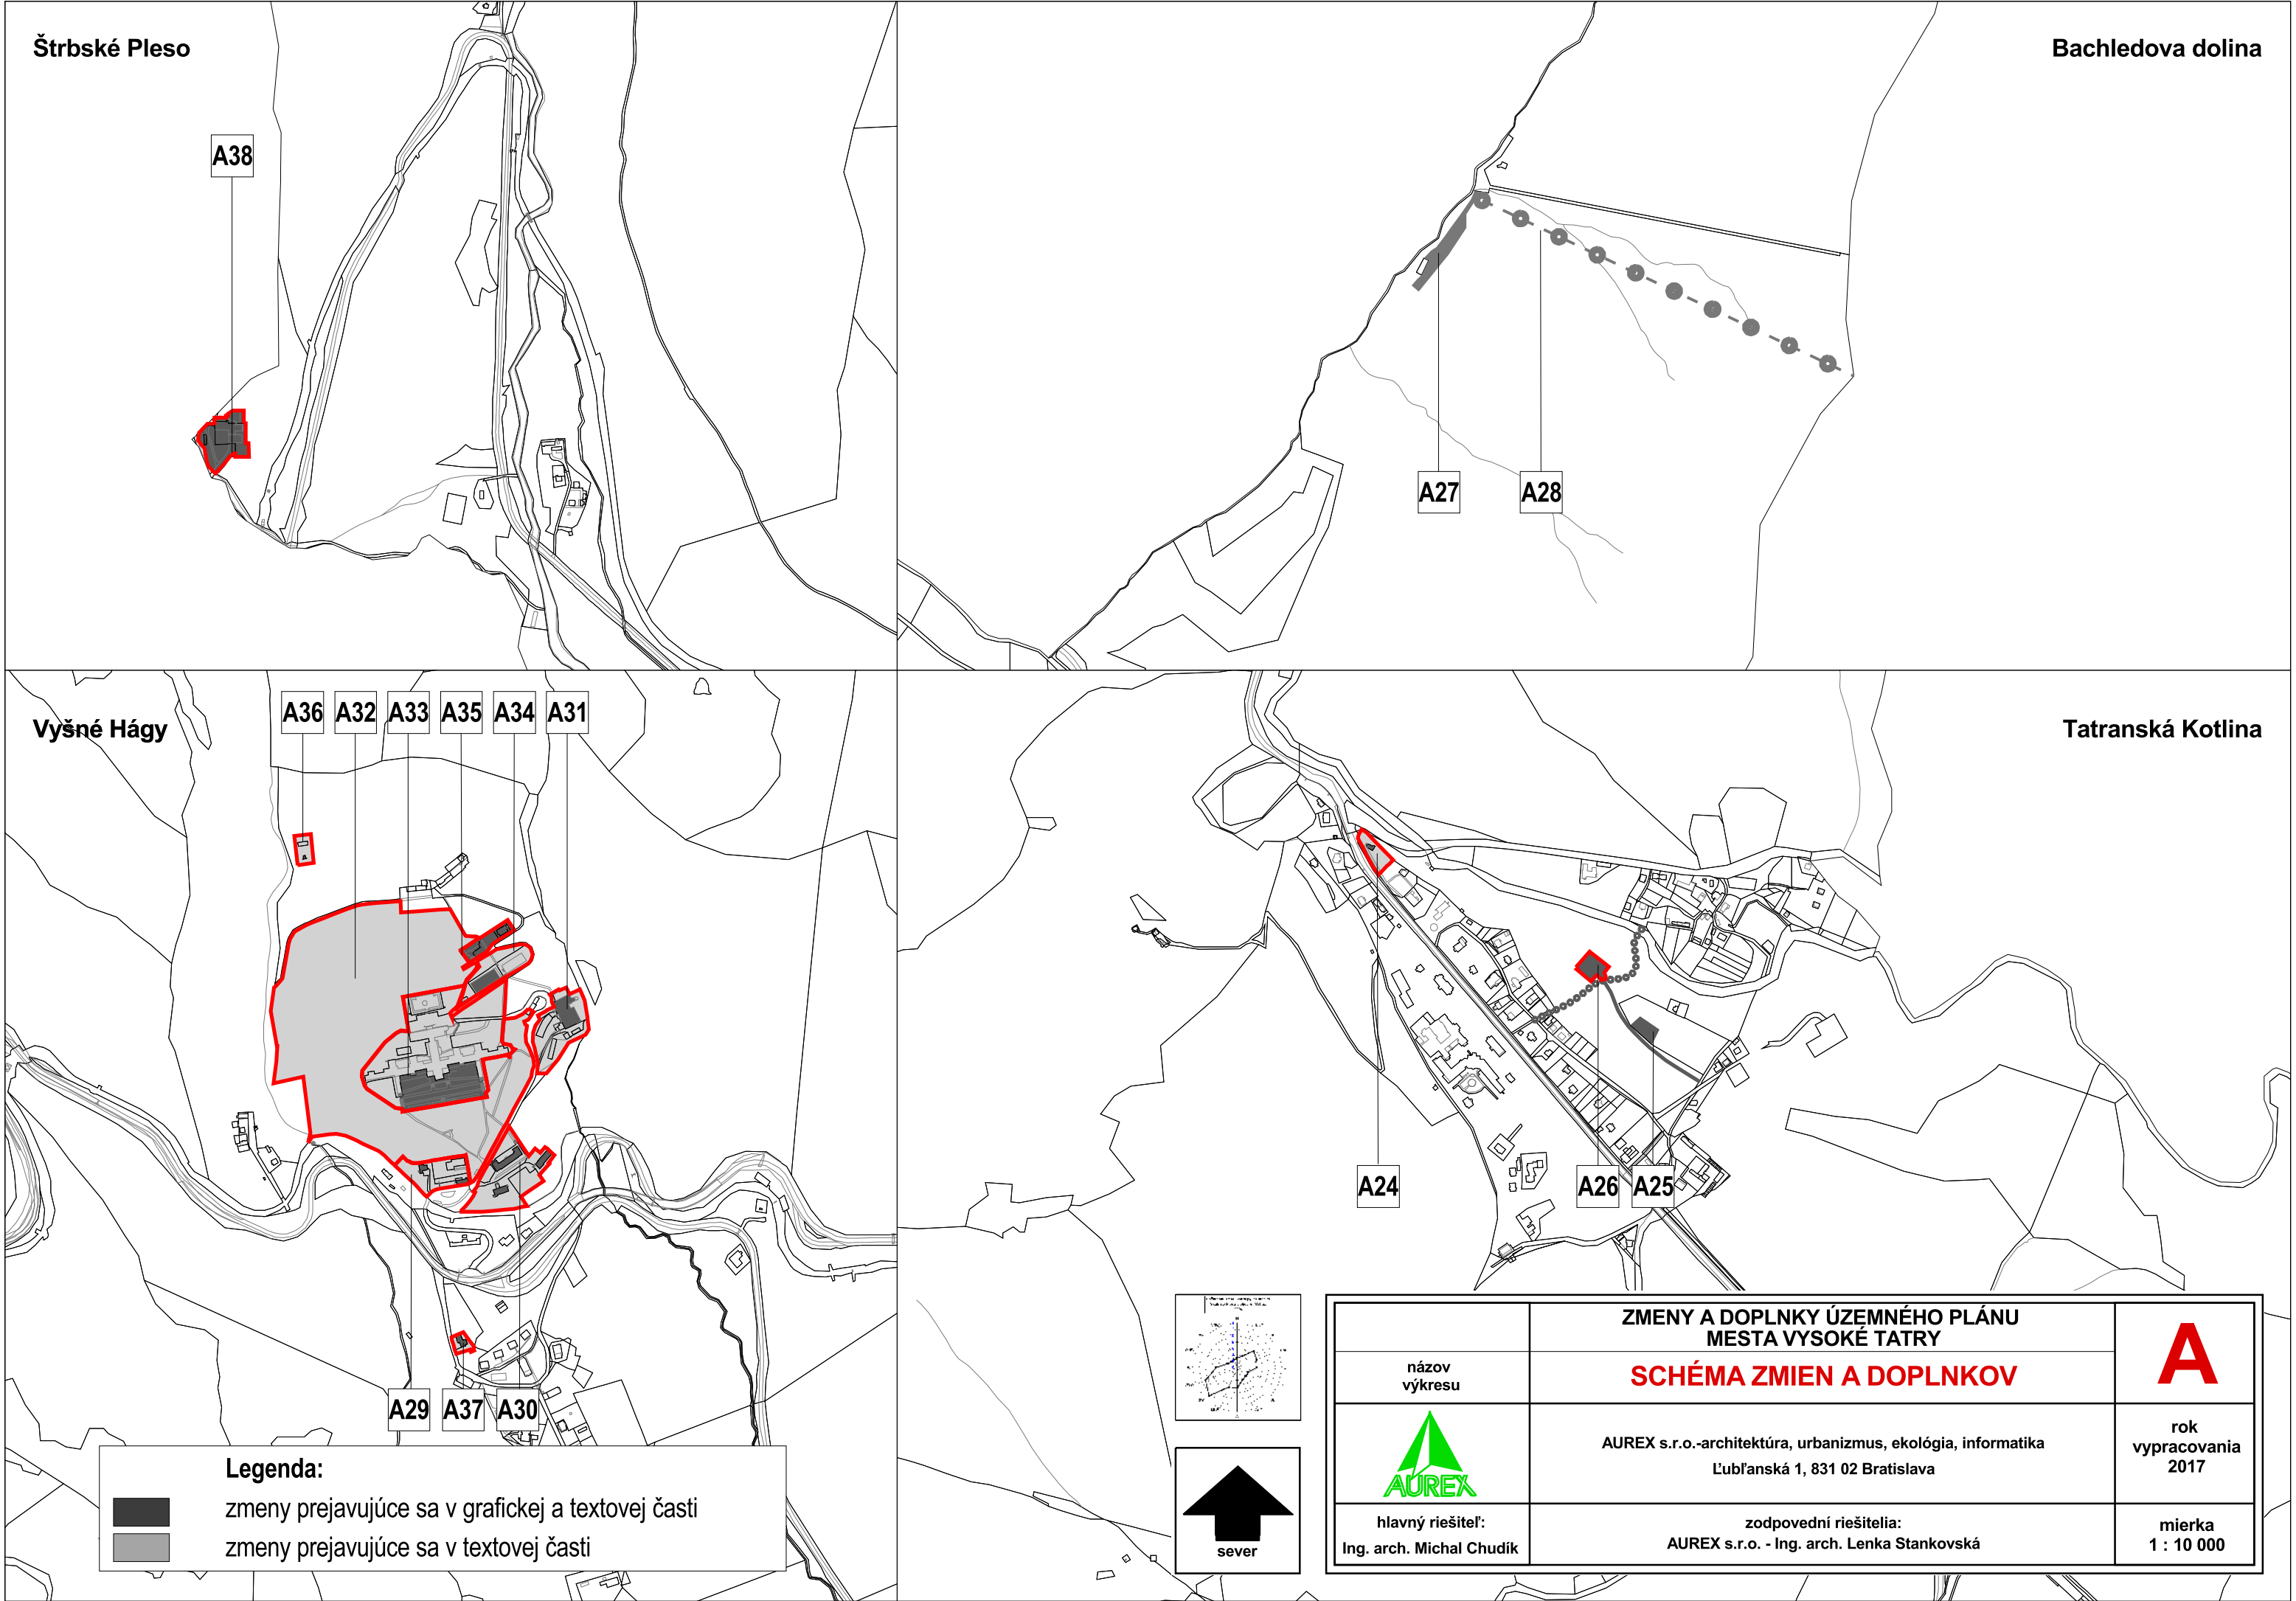 Štrbské Pleso
A38
Bachledova dolina
A27 A28
Vyšné Hágy
A36 A32 A33 A35 A34 A31
A29 A37 A30
Tatranská Kotlina
A24 A26 A25
Legenda:
zmeny prejavujúce sa v grafickej a textovej časti
zmeny prejavujúce sa v textovej časti
sever
ZMENY A DOPLNKY ÚZEMNÉHO PLÁNU
MESTA VYSOKÉ TATRY
názov
výkresu
SCHÉMA ZMIEN A DOPLNKOV
A
AUREX
AUREX s.r.o.-architektúra, urbanizmus, ekológia, informatika
Ľubľanská 1, 831 02 Bratislava
rok
vypracovania
2017
hlavný riešiteľ:
Ing. arch. Michal Chudík
zodpovední riešitelia:
AUREX s.r.o. - Ing. arch. Lenka Stankovská
mierka
1 : 10 000